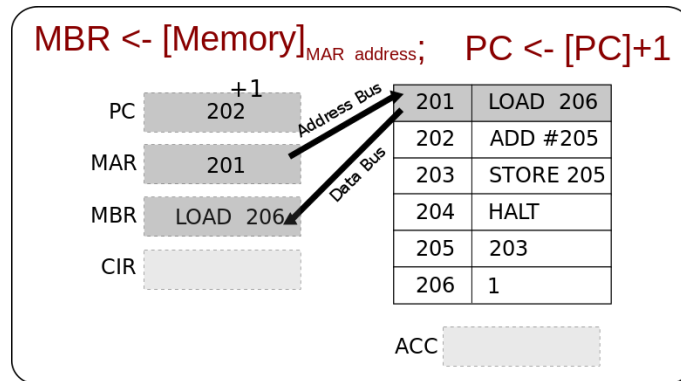 MBR <- [Memory]MAR address; PC <- [PC]+1
+1
PC 202
MAR 201
MBR LOAD 206
CIR
Address Bus
Data Bus
201 LOAD 206
202 ADD #205
203 STORE 205
204 HALT
205 203
206 1
ACC